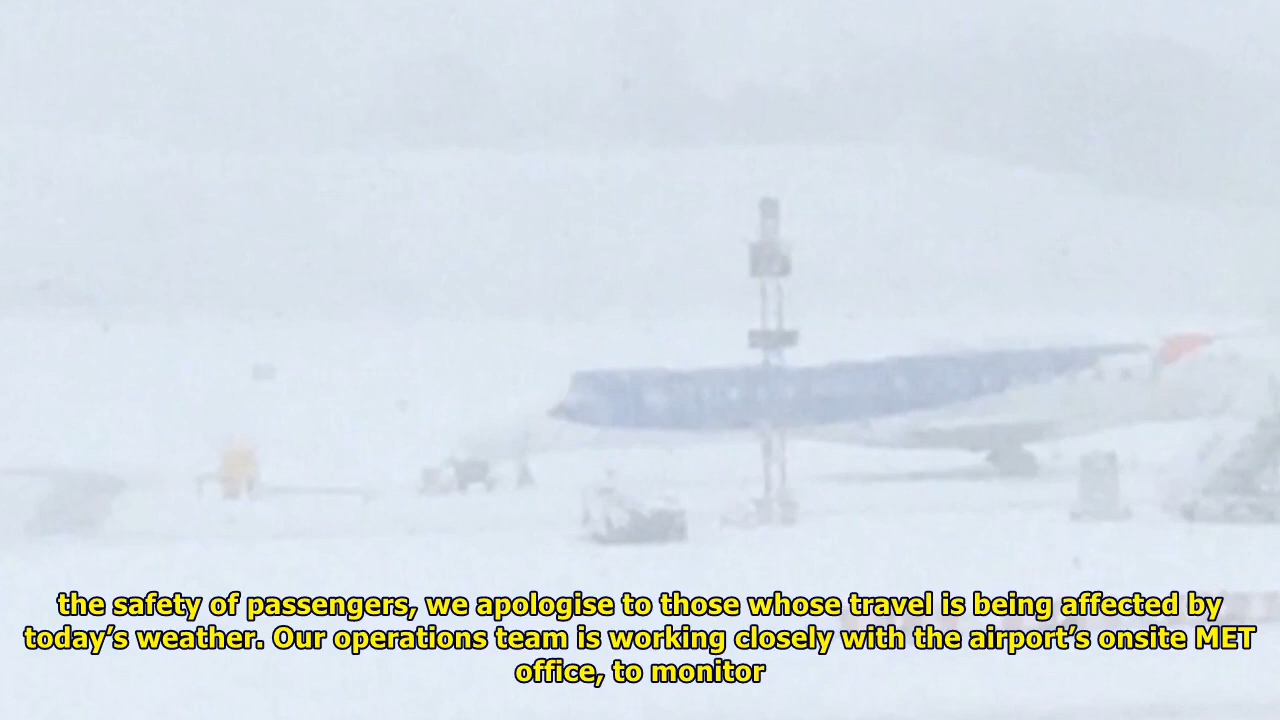 the safety of passengers, we apologise to those whose travel is being affected by
today’s weather. Our operations team is working closely with the airport’s onsite MET
office, to monitor